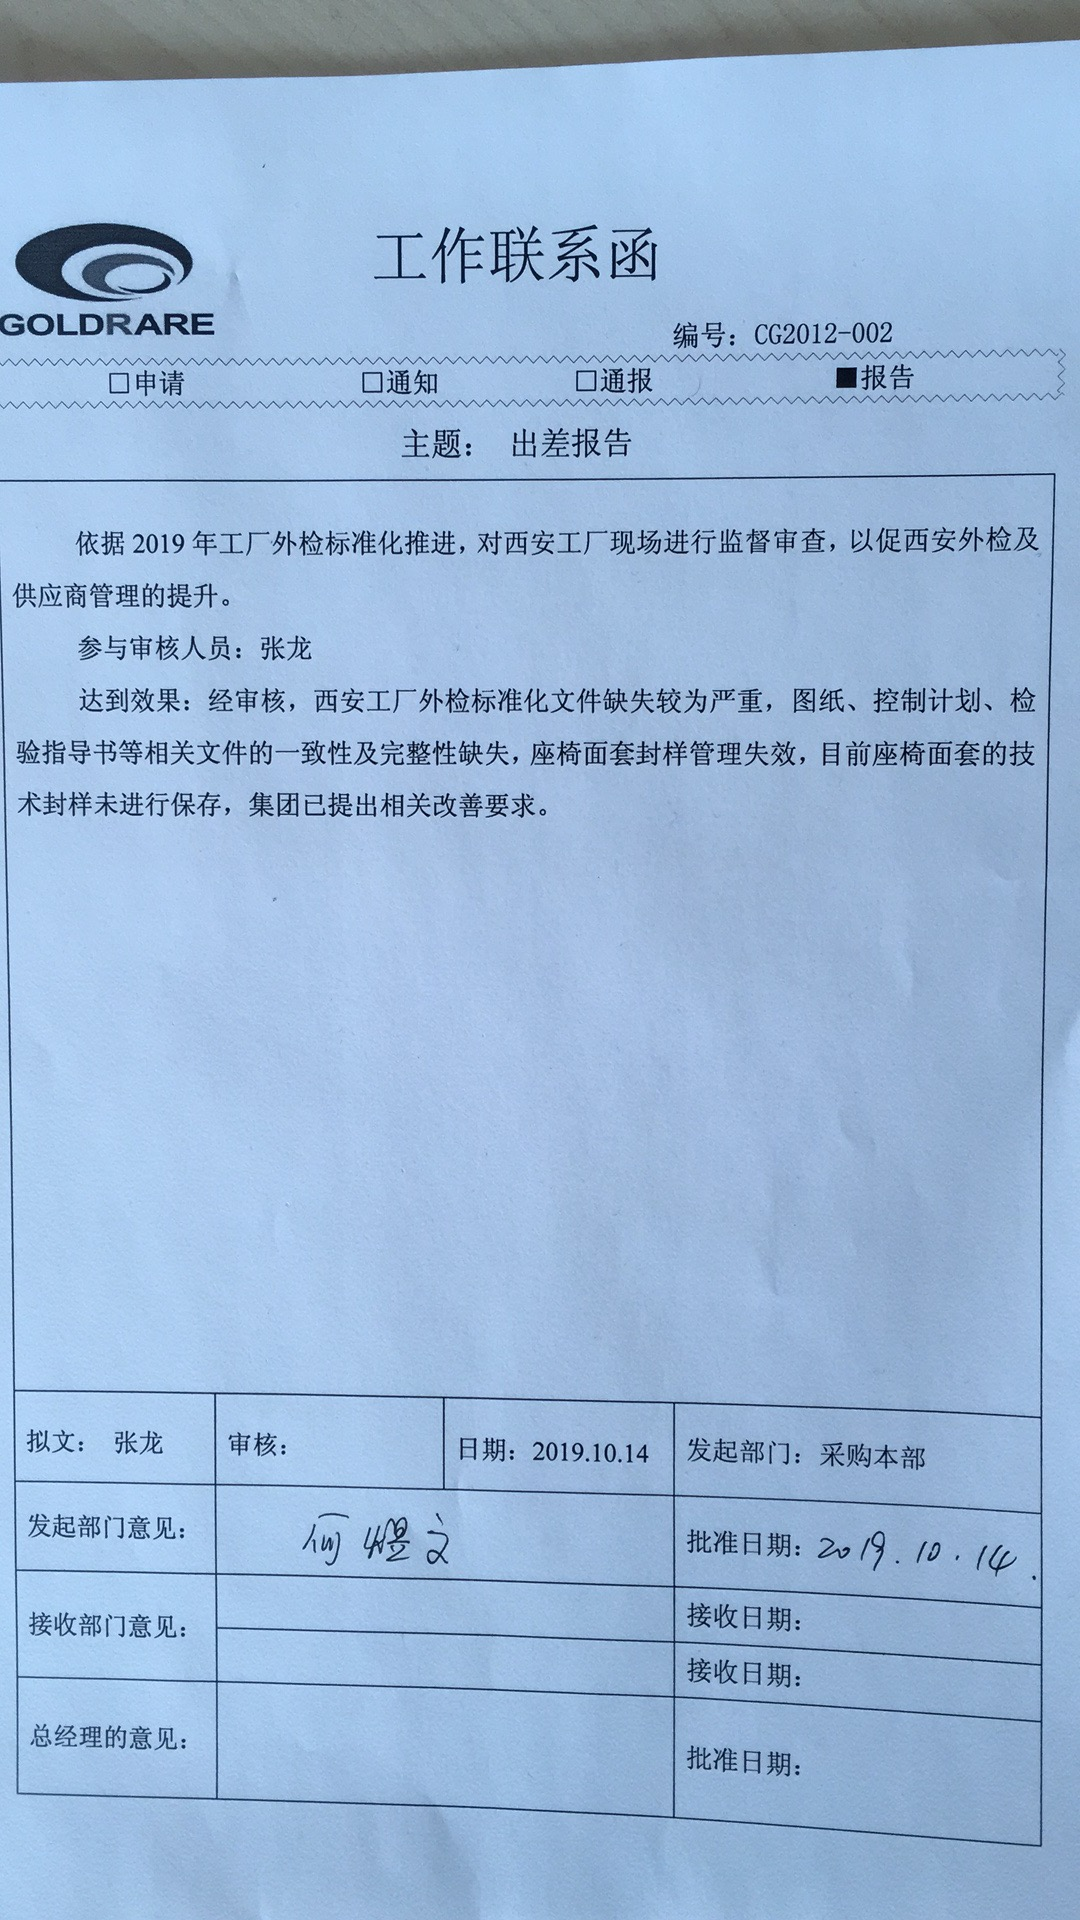 工作联系函
GOLDRARE
编号：CG2012-002
□申请 □通知 □通报 ■报告
主题： 出差报告
依据 2019 年工厂外检标准化推进，对西安工厂现场进行监督审查，以促西安外检及
供应商管理的提升。
参与审核人员：张龙
达到效果：经审核，西安工厂外检标准化文件缺失较为严重，图纸、控制计划、检
验指导书等相关文件的一致性及完整性缺失，座椅面套封样管理失效，目前座椅面套的技
术封样未进行保存，集团已提出相关改善要求。
拟文： 张龙 审核： 日期：2019.10.14 发起部门：采购本部
发起部门意见： 何煜文 批准日期：2019.10.14.
接收部门意见： 接收日期：
接收日期：
总经理的意见： 批准日期：